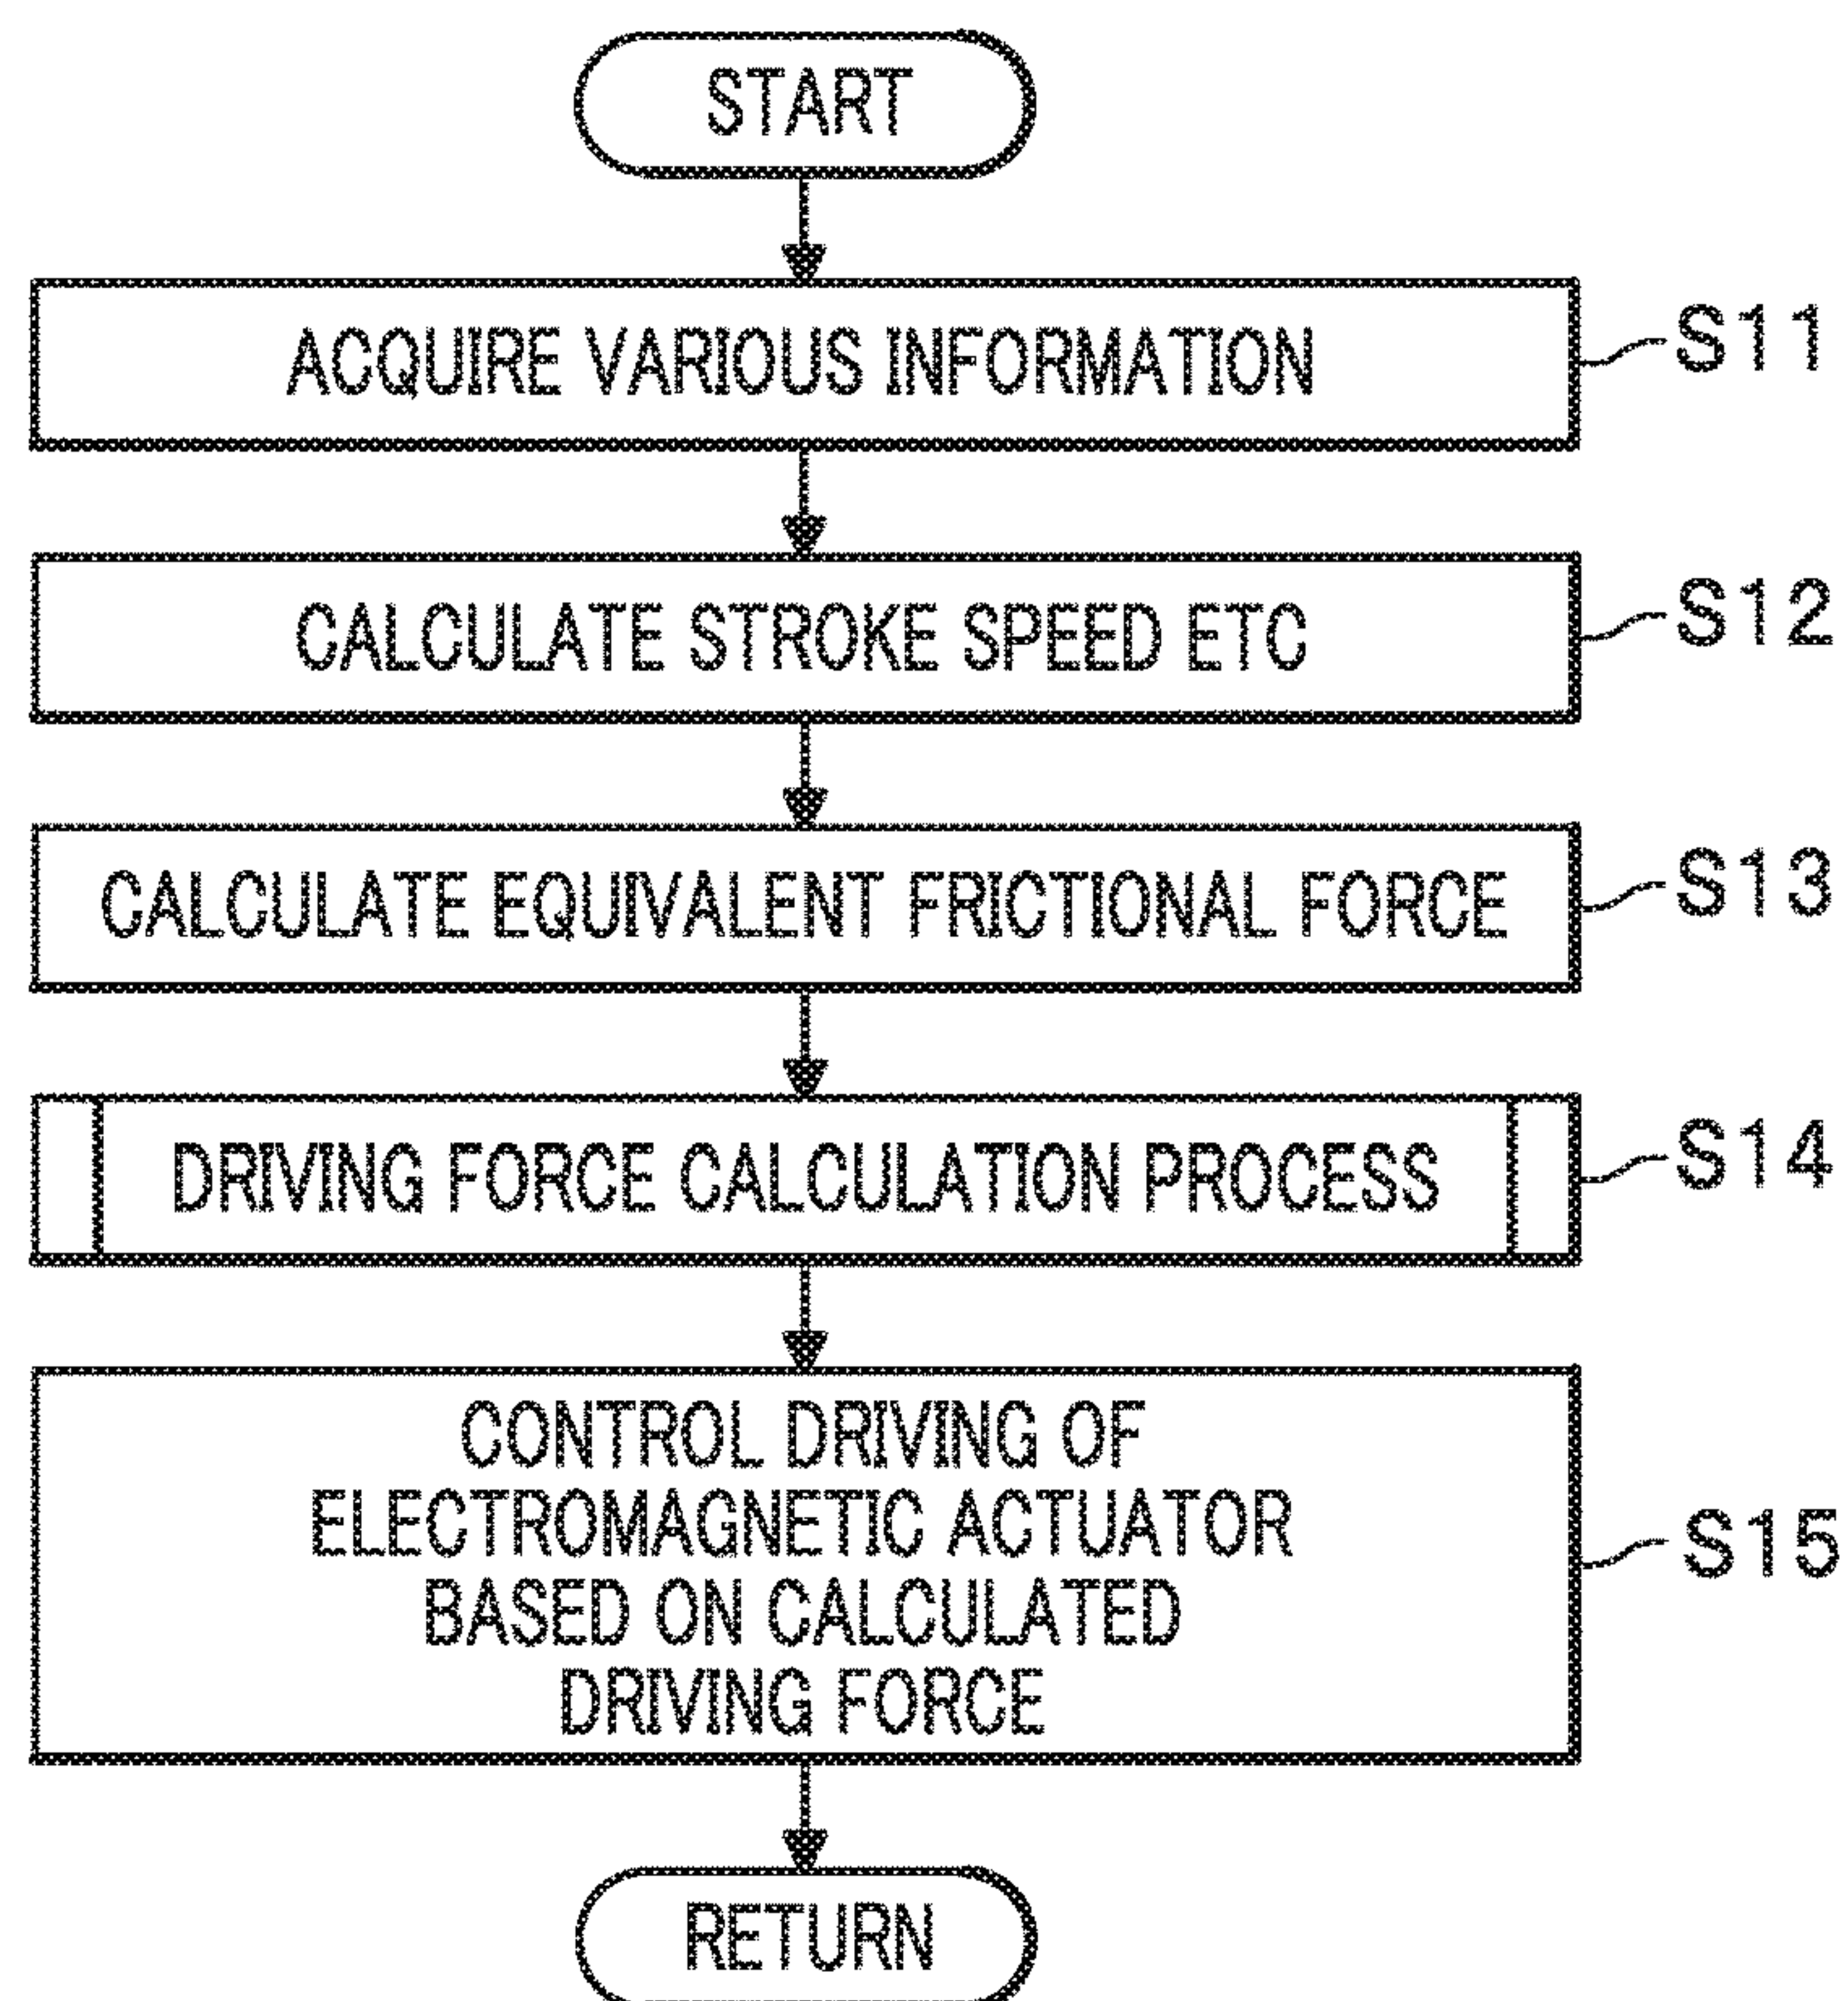 START
ACQUIRE VARIOUS INFORMATION
S11
CALCULATE STROKE SPEED ETC
S12
CALCULATE EQUIVALENT FRICTIONAL FORCE
S13
DRIVING FORCE CALCULATION PROCESS
S14
CONTROL DRIVING OF
ELECTROMAGNETIC ACTUATOR
BASED ON CALCULATED
DRIVING FORCE
S15
RETURN